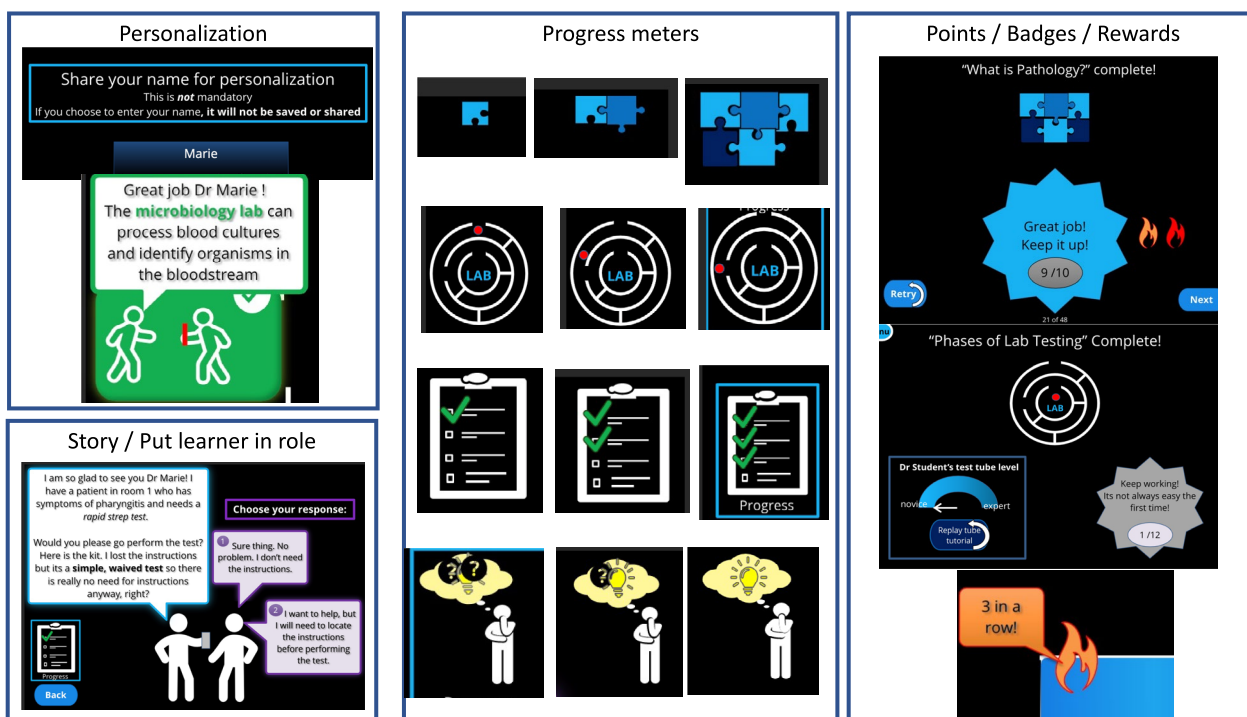 Personalization
Share your name for personalization
This is not mandatory
If you choose to enter your name, it will not be saved or shared
Marie
Great job Dr Marie !
The microbiology lab can
process blood cultures
and identify organisms in
the bloodstream
Story / Put learner in role
I am so glad to see you Dr Marie! I
have a patient in room 1 who has
symptoms of pharyngitis and needs a
rapid strep test.
Would you please go perform the test?
Here is the kit. I lost the instructions
but its a simple, waived test so there
is really no need for instructions
anyway, right?
Choose your response:
1 Sure thing. No
problem. I don't need
the instructions.
2 I want to help, but
I will need to locate
the instructions
before performing
the test.
Progress
Back
Progress meters
LAB
LAB
Progress
LAB
Progress
? ?
?
Points / Badges / Rewards
“What is Pathology?” complete!
Great job!
Keep it up!
9 /10
Retry
Next
21 of 48
nu
“Phases of Lab Testing” Complete!
LAB
Dr Student's test tube level
novice
expert
Replay tube
tutorial
Keep working!
Its not always easy the
first time!
1 /12
3 in a
row!